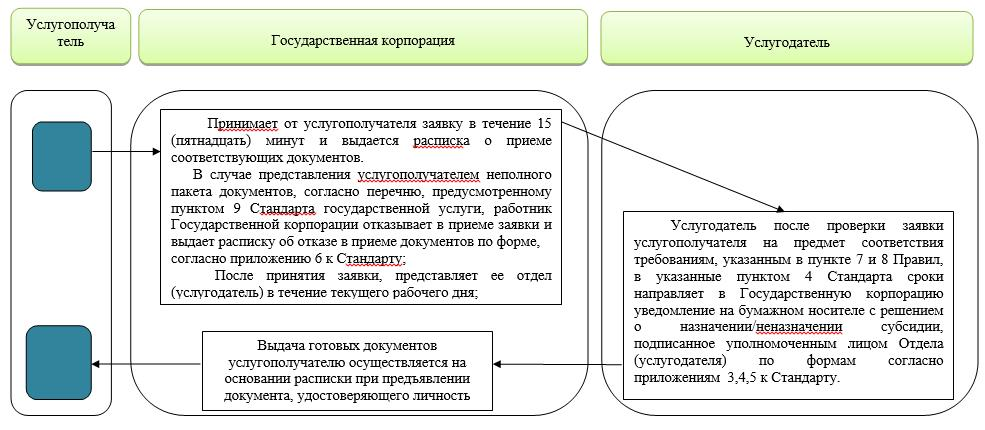 Услугополуча
тель
Государственная корпорация
Услугодатель
Принимает от услугополучателя заявку в течение 15
(пятнадцать) минут и выдается расписка о приеме
соответствующих документов.
В случае представления услугополучателем неполного
пакета документов, согласно перечню, предусмотренному
пунктом 9 Стандарта государственной услуги, работник
Государственной корпорации отказывает в приеме заявки и
выдает расписку об отказе в приеме документов по форме,
согласно приложению 6 к Стандарту;
После принятия заявки, представляет ее отдел
(услугодатель) в течение текущего рабочего дня;
Услугодатель после проверки заявки
услугополучателя на предмет соответствия
требованиям, указанным в пункте 7 и 8 Правил,
в указанные пунктом 4 Стандарта сроки
направляет в Государственную корпорацию
уведомление на бумажном носителе с решением
о назначении/неназначении субсидии,
подписанное уполномоченным лицом Отдела
(услугодателя) по формам согласно
приложениям 3,4,5 к Стандарту.
Выдача готовых документов
услугополучателю осуществляется на
основании расписки при предъявлении
документа, удостоверяющего личность